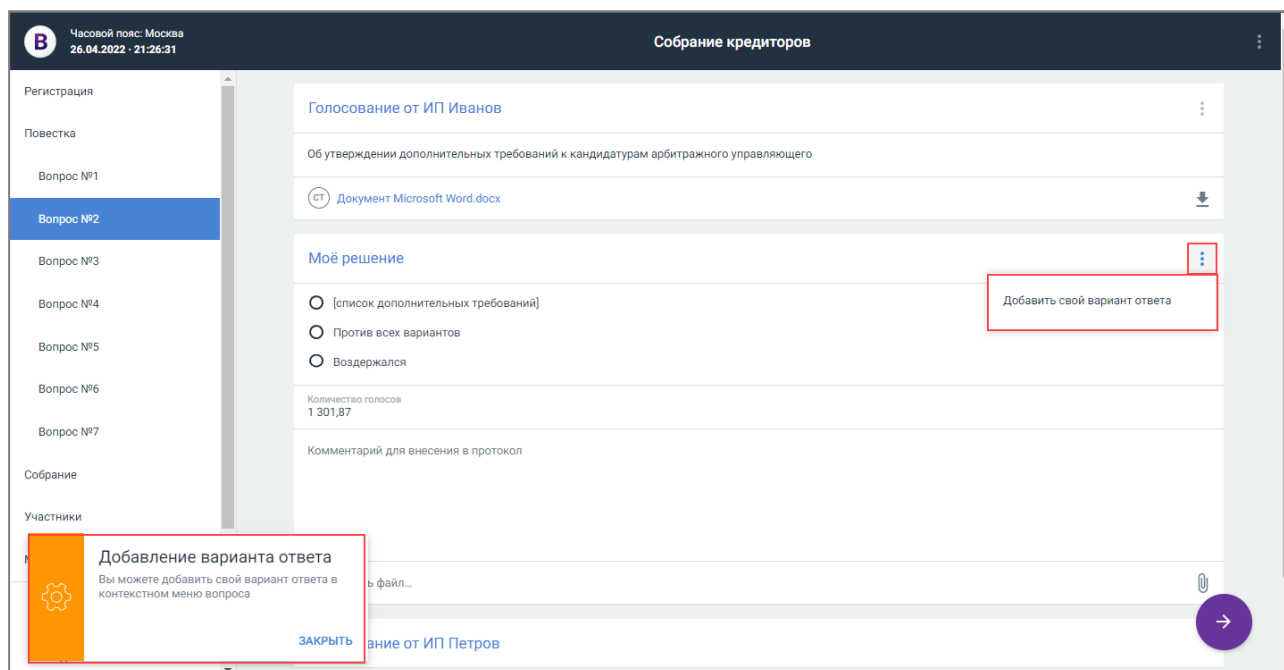 B
Часовой пояс: Москва
26.04.2022 · 21:26:31
Собрание кредиторов
Регистрация
Повестка
Вопрос №1
Вопрос №2
Вопрос №3
Вопрос №4
Вопрос №5
Вопрос №6
Вопрос №7
Собрание
Участники
Голосование от ИП Иванов
Об утверждении дополнительных требований к кандидатурам арбитражного управляющего
СТ Документ Microsoft Word.docx
Моё решение
Добавить свой вариант ответа
[список дополнительных требований]
Против всех вариантов
Воздержался
Количество голосов
1 301,87
Комментарий для внесения в протокол
файл...
от ИП Петров
Добавление варианта ответа
Вы можете добавить свой вариант ответа в
контекстном меню вопроса
ЗАКРЫТЬ